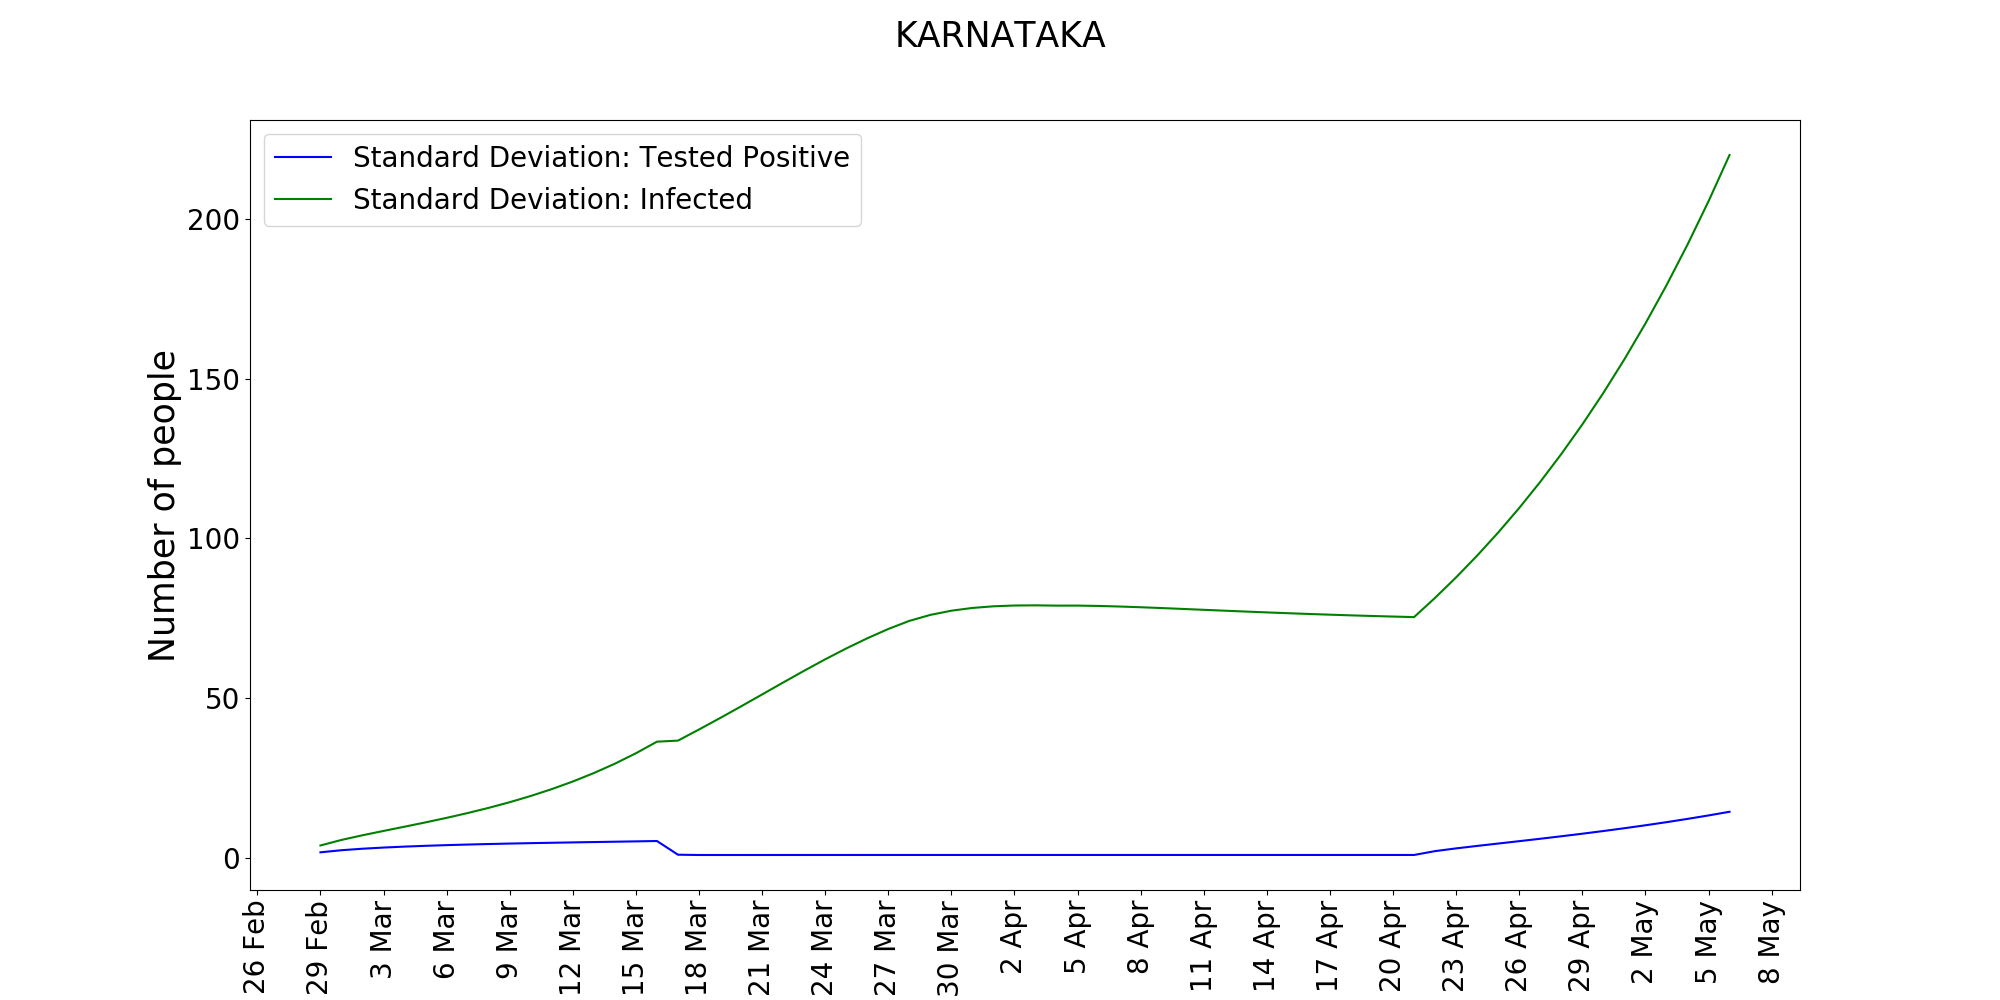 KARNATAKA
Standard Deviation: Tested Positive
Standard Deviation: Infected
Number of people
200
150
100
50
0
26 Feb
29 Feb
3 Mar
6 Mar
9 Mar
12 Mar
15 Mar
18 Mar
21 Mar
24 Mar
27 Mar
30 Mar
2 Apr
5 Apr
8 Apr
11 Apr
14 Apr
17 Apr
20 Apr
23 Apr
26 Apr
29 Apr
2 May
5 May
8 May